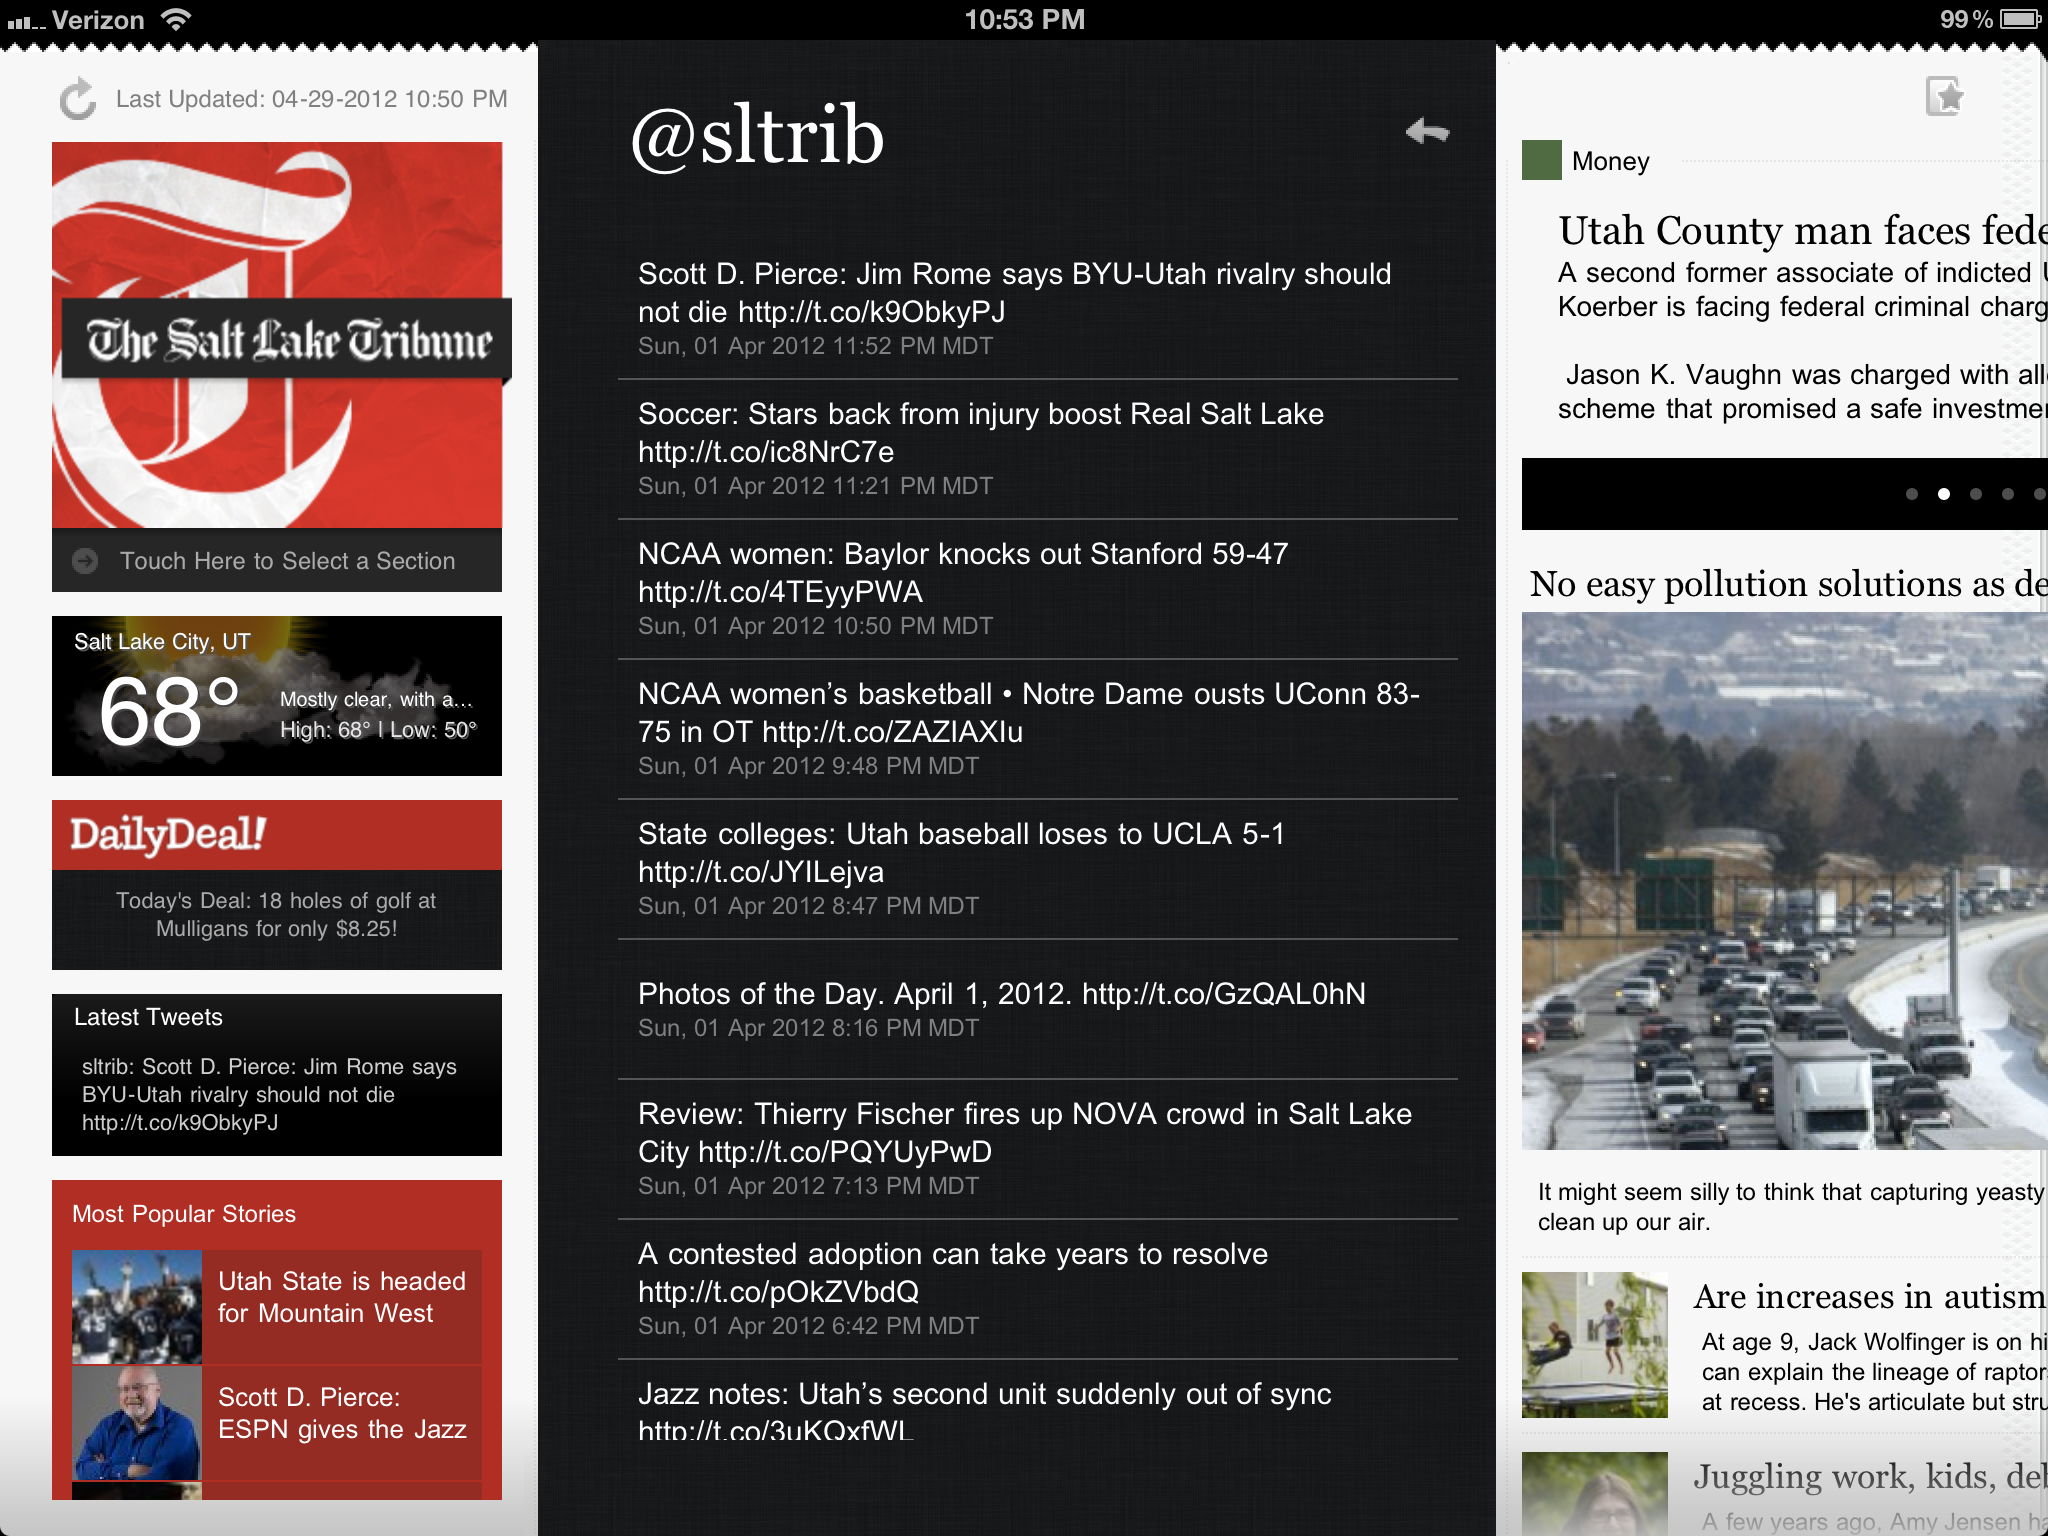 Verizon
10:53 PM
99%
Last Updated: 04-29-2012 10:50 PM
The Salt Lake Tribune
Touch Here to Select a Section
Salt Lake City, UT
68°
Mostly clear, with a...
High: 68° | Low: 50°
DailyDeal!
Today's Deal: 18 holes of golf at
Mulligans for only $8.25!
Latest Tweets
sltrib: Scott D. Pierce: Jim Rome says
BYU-Utah rivalry should not die
http://t.co/k9ObkyPJ
Most Popular Stories
Utah State is headed
for Mountain West
Scott D. Pierce:
ESPN gives the Jazz
@sltrib
Scott D. Pierce: Jim Rome says BYU-Utah rivalry should
not die http://t.co/k9ObkyPJ
Sun, 01 Apr 2012 11:52 PM MDT
Soccer: Stars back from injury boost Real Salt Lake
http://t.co/ic8NrC7e
Sun, 01 Apr 2012 11:21 PM MDT
NCAA women: Baylor knocks out Stanford 59-47
http://t.co/4TEyyPWA
Sun, 01 Apr 2012 10:50 PM MDT
NCAA women’s basketball • Notre Dame ousts UConn 83-
75 in OT http://t.co/ZAZIAXIu
Sun, 01 Apr 2012 9:48 PM MDT
State colleges: Utah baseball loses to UCLA 5-1
http://t.co/JYILejva
Sun, 01 Apr 2012 8:47 PM MDT
Photos of the Day. April 1, 2012. http://t.co/GzQAL0hN
Sun, 01 Apr 2012 8:16 PM MDT
Review: Thierry Fischer fires up NOVA crowd in Salt Lake
City http://t.co/PQYUyPwD
Sun, 01 Apr 2012 7:13 PM MDT
A contested adoption can take years to resolve
http://t.co/pOkZVbdQ
Sun, 01 Apr 2012 6:42 PM MDT
Jazz notes: Utah’s second unit suddenly out of sync
http://t.co/3uKQxfWL
Money
Utah County man faces fede
A second former associate of indicted
Koerber is facing federal criminal charg
Jason K. Vaughn was charged with all
scheme that promised a safe investme
No easy pollution solutions as de
It might seem silly to think that capturing yeasty
clean up our air.
Are increases in autism
At age 9, Jack Wolfinger is on hi
can explain the lineage of raptor
at recess. He's articulate but stru
Juggling work, kids, deb
A few years ago, Amy Jensen ha